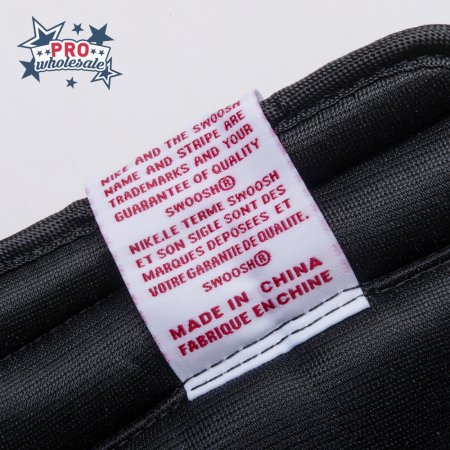 PRO
wholesale
NIKE AND THE SWOOSH
NAME AND STRIPE ARE
TRADEMARKS AND YOUR
GUARANTEE OF QUALITY
SWOOSH®
NIKE.LE TERME SWOOSH
ET SON SIGLE SONT DES
MARQUES DEPOSEES ET
VOTRE GARANTIE DE QUALITE.
SWOOSH®
MADE IN CHINA
FABRIQUE EN CHINE